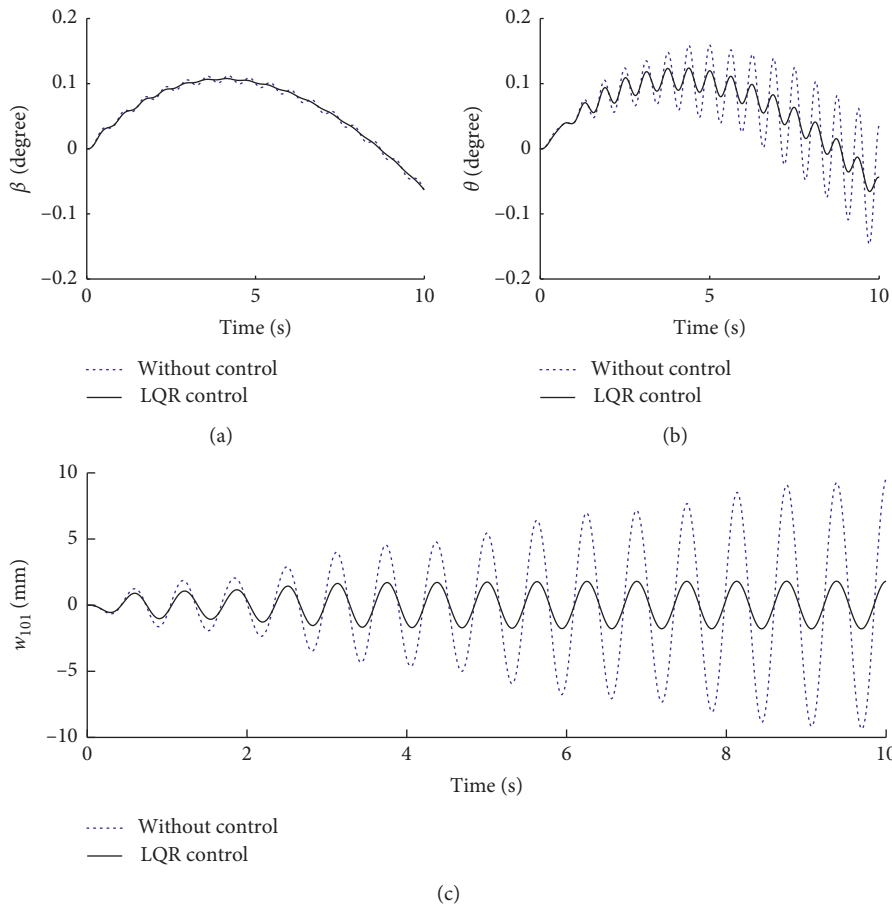 0.2
0.1
0
−0.1
−0.2
β (degree)
0
5
10
Time (s)
Without control
LQR control
(a)
0.2
0.1
0
−0.1
−0.2
θ (degree)
0
5
10
Time (s)
Without control
LQR control
(b)
10
5
0
−5
−10
w101 (mm)
0
2
4
6
8
10
Time (s)
Without control
LQR control
(c)